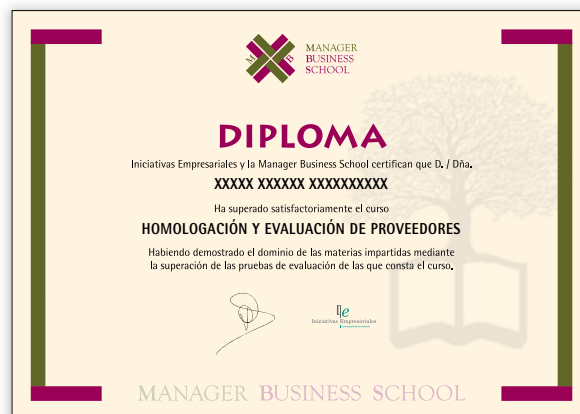 M B
MANAGER
BUSINESS
SCHOOL
DIPLOMA
Iniciativas Empresariales y la Manager Business School certifican que D. / Dña.
XXXXX XXXXXX XXXXXXXXXX
Ha superado satisfactoriamente el curso
HOMOLOGACIÓN Y EVALUACIÓN DE PROVEEDORES
Habiendo demostrado el dominio de las materias impartidas mediante
la superación de las pruebas de evaluación de las que consta el curso.
Ie
Iniciativas Empresariales
MANAGER BUSINESS SCHOOL